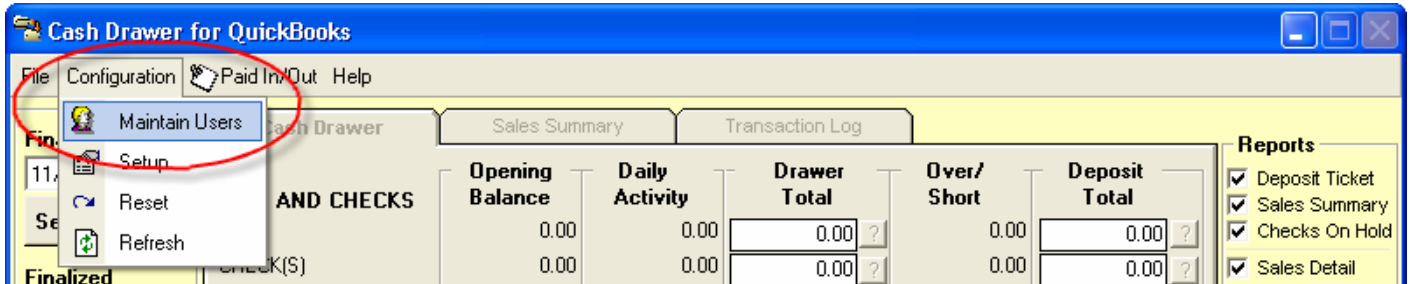 Cash Drawer for QuickBooks
File Configuration Paid In/Out Help
Maintain Users
Setup
Reset
Refresh
Cash Drawer Sales Summary Transaction Log
Opening Balance Daily Activity Drawer Total Over/ Short Deposit Total
AND CHECKS
0.00 0.00 0.00 ? 0.00 0.00 ?
CHECK(S) 0.00 0.00 0.00 ? 0.00 0.00 ?
Finalized
Reports
Deposit Ticket
Sales Summary
Checks On Hold
Sales Detail